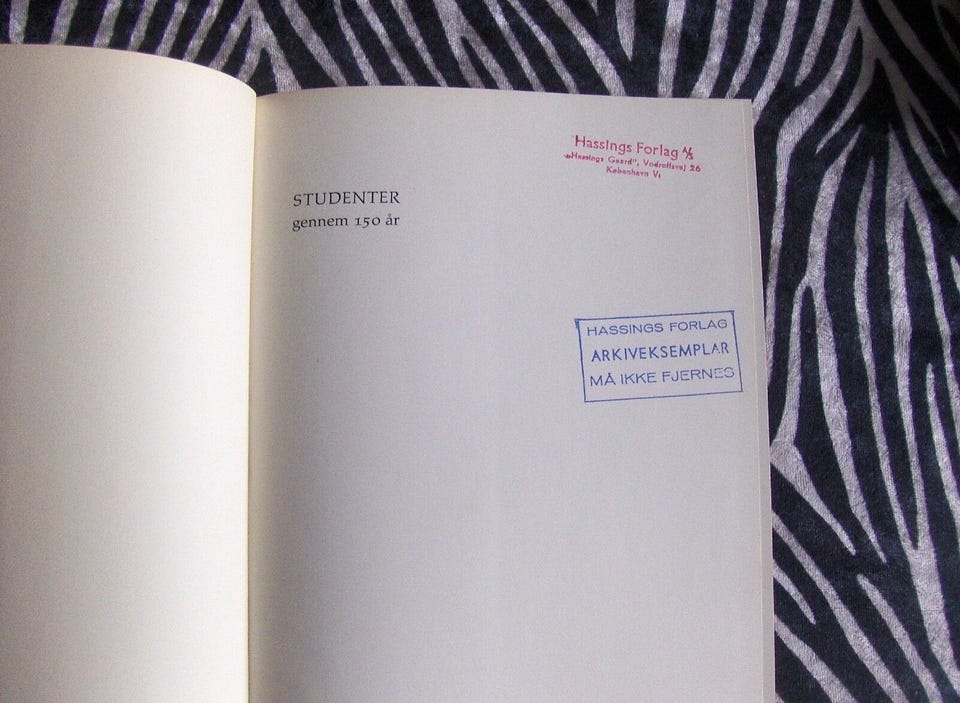 Hassings Forlag A/S
"Hassings Gaard", Vodroffsvej 26
København V.
STUDENTER
gennem 150 år
HASSINGS FORLAG
ARKIVEKSEMPLAR
MÅ IKKE FJERNES